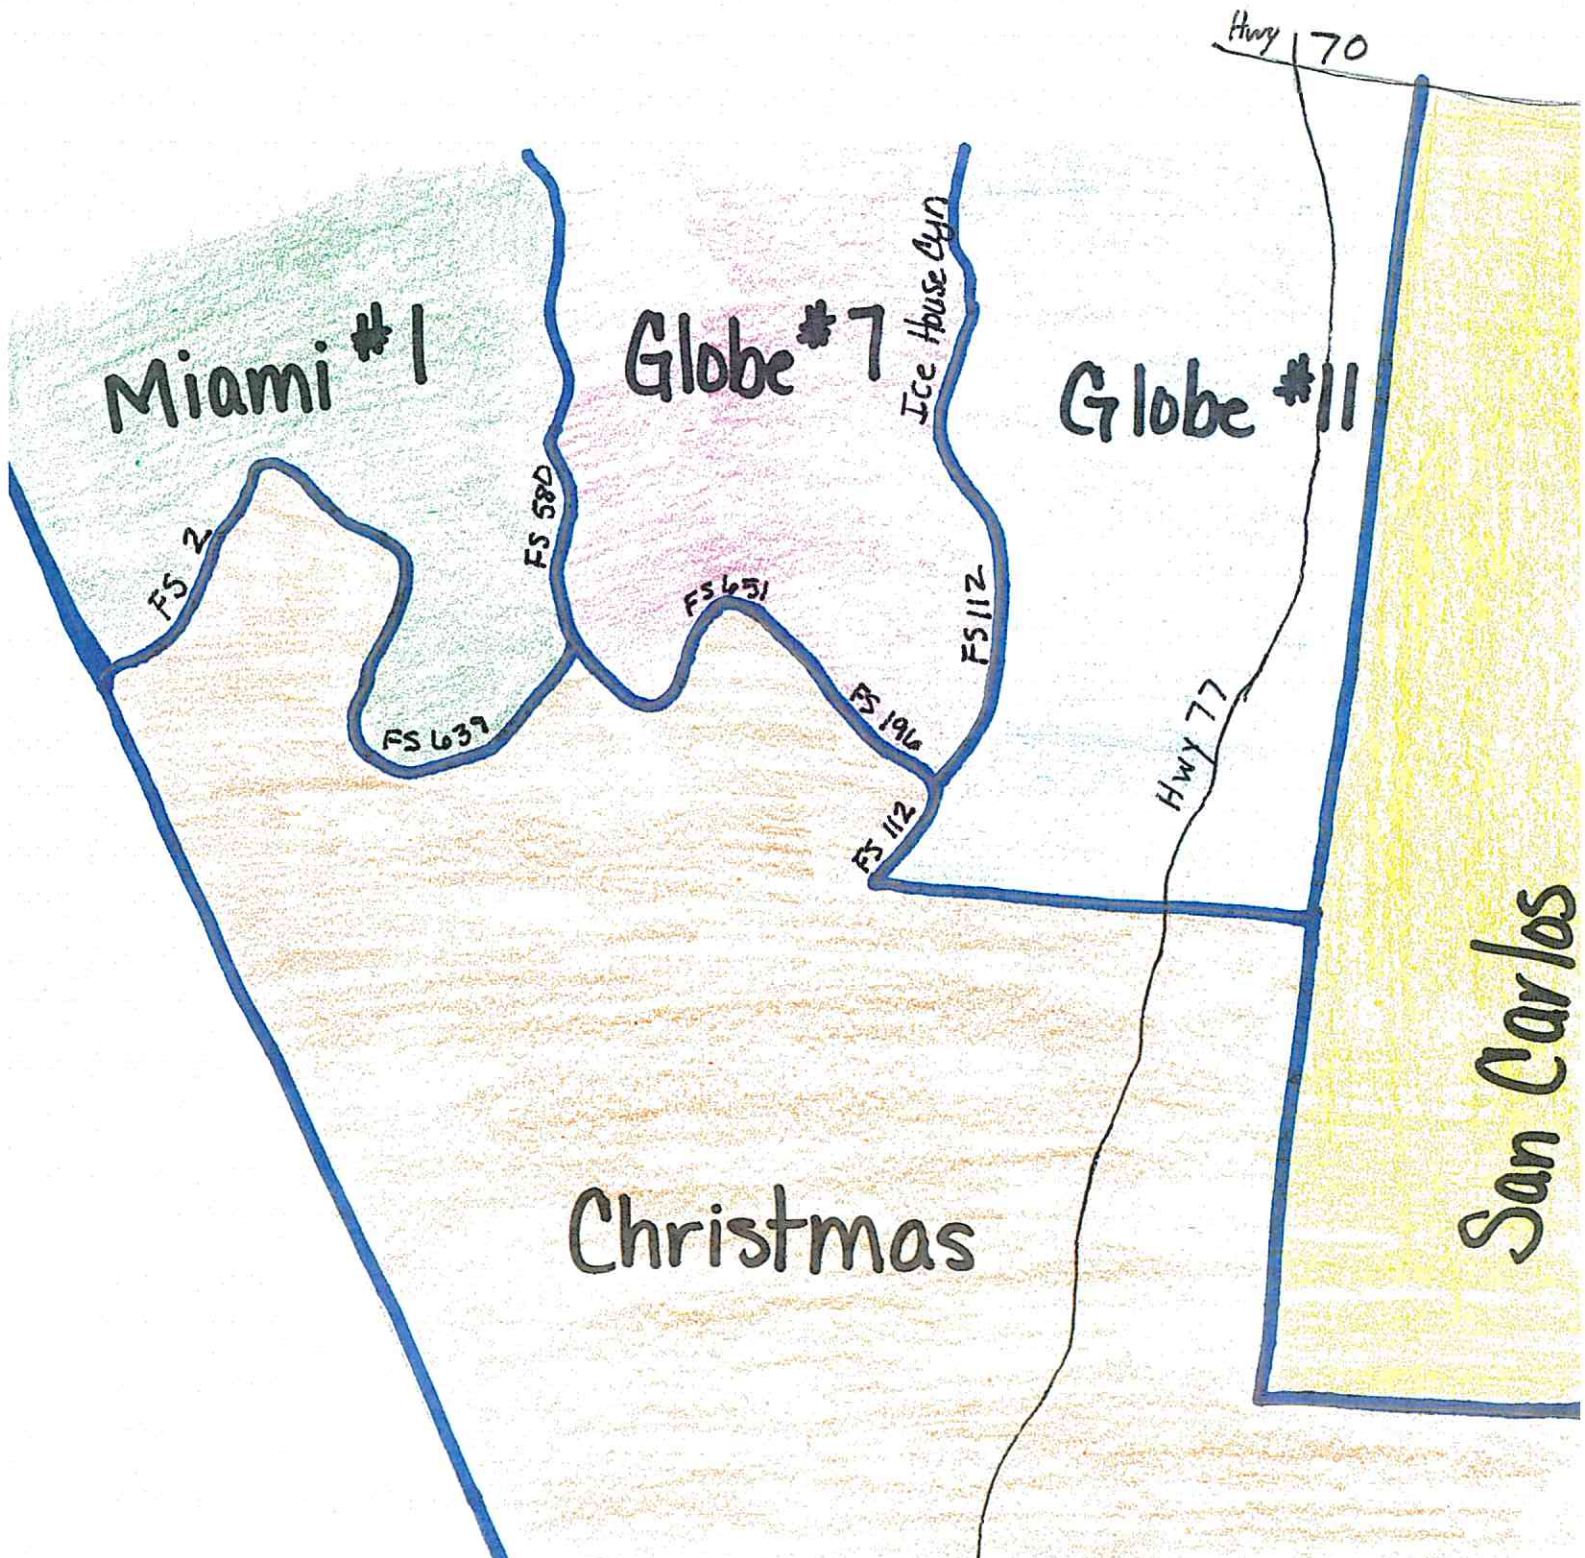 Hwy 70
Ice House Cyn
Miami #1
Globe #7
Globe #11
FS 580
FS 2
FS 651
FS 112
FS 639
FS 196
Hwy 77
FS 112
San Carlos
Christmas